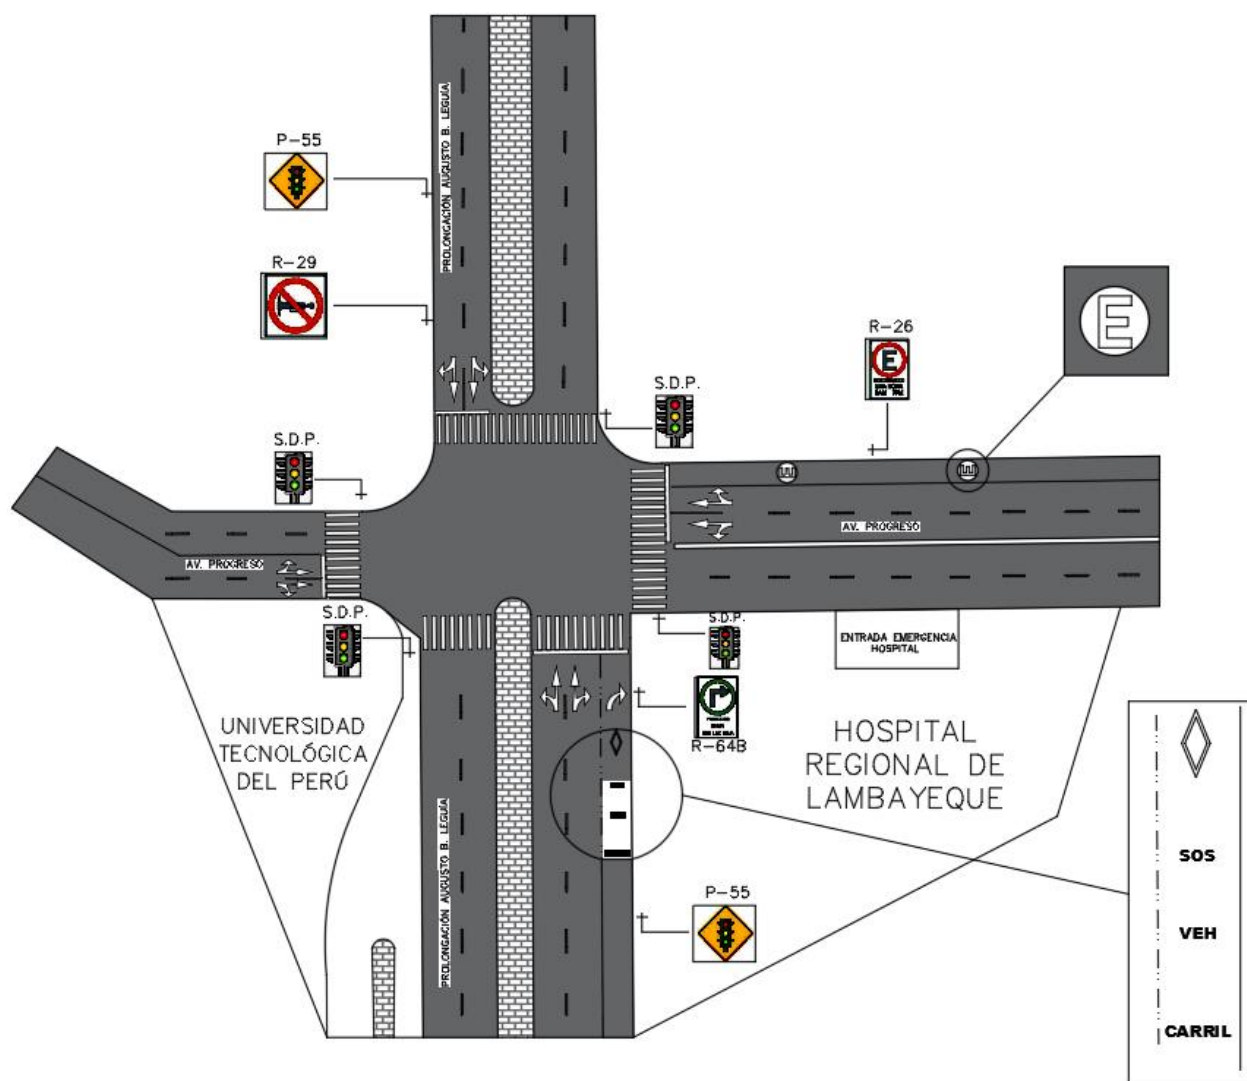 P-55
PROLONGACIÓN AUGUSTO B. LEGUÍA
R-29
E
R-26
E
S.D.P.
S.D.P.
E
E
AV. PROGRESO
AV. PROGRESO
S.D.P.
S.D.P.
ENTRADA EMERGENCIA
HOSPITAL
R-64B
UNIVERSIDAD
TECNOLÓGICA
DEL PERÚ
HOSPITAL
REGIONAL DE
LAMBAYEQUE
PROLONGACIÓN AUGUSTO B. LEGUÍA
P-55
SOS
VEH
CARRIL